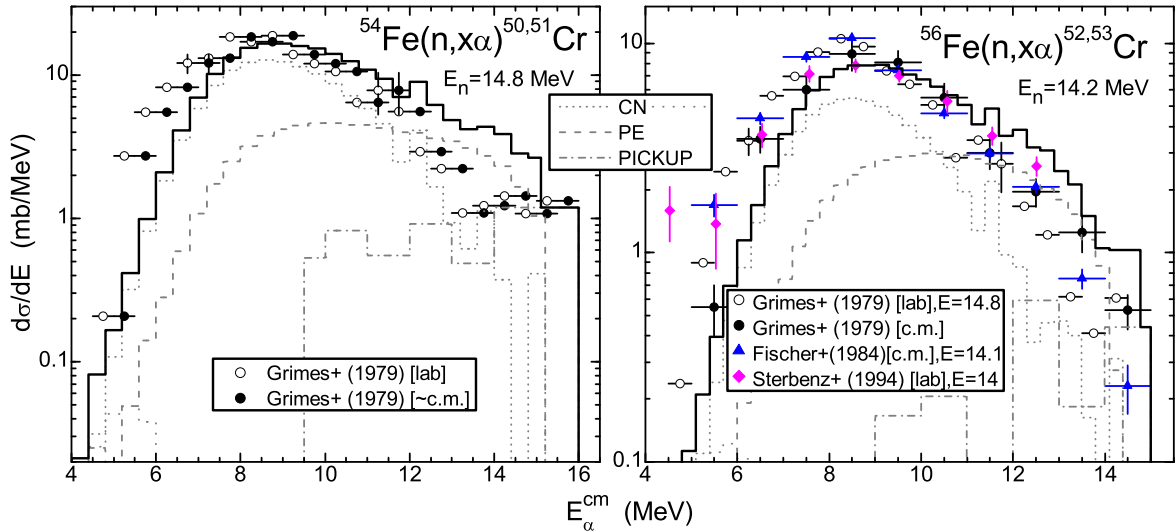 54Fe(n,xα)50,51Cr
En=14.8 MeV
56Fe(n,xα)52,53Cr
En=14.2 MeV
CN
PE
PICKUP
dσ/dE (mb/MeV)
10
1
0.1
10
1
0.1
Grimes+ (1979) [lab]
Grimes+ (1979) [~c.m.]
Grimes+ (1979) [lab],E=14.8
Grimes+ (1979) [c.m.]
Fischer+(1984)[c.m.],E=14.1
Sterbenz+ (1994) [lab],E=14
4 6 8 10 12 14 16
4 6 8 10 12 14
Eαcm (MeV)